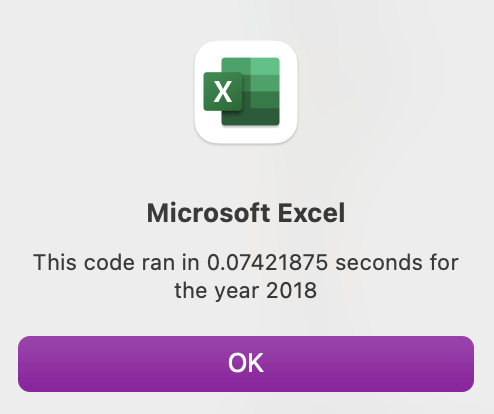 X
Microsoft Excel
This code ran in 0.07421875 seconds for
the year 2018
OK